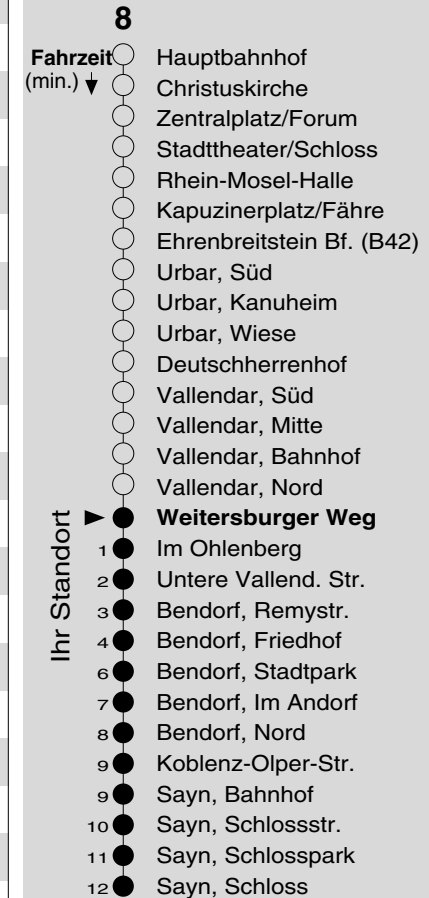 8
Fahrzeit Hauptbahnhof
(min.) Christuskirche
Zentralplatz/Forum
Stadttheater/Schloss
Rhein-Mosel-Halle
Kapuzinerplatz/Fähre
Ehrenbreitstein Bf. (B42)
Urbar, Süd
Urbar, Kanuheim
Urbar, Wiese
Deutschherrenhof
Vallendar, Süd
Vallendar, Mitte
Vallendar, Bahnhof
Vallendar, Nord
Ihr Standort
Weitersburger Weg
1 Im Ohlenberg
2 Untere Vallend. Str.
3 Bendorf, Remystr.
4 Bendorf, Friedhof
6 Bendorf, Stadtpark
7 Bendorf, Im Andorf
8 Bendorf, Nord
9 Koblenz-Olper-Str.
9 Sayn, Bahnhof
10 Sayn, Schlossstr.
11 Sayn, Schlosspark
12 Sayn, Schloss